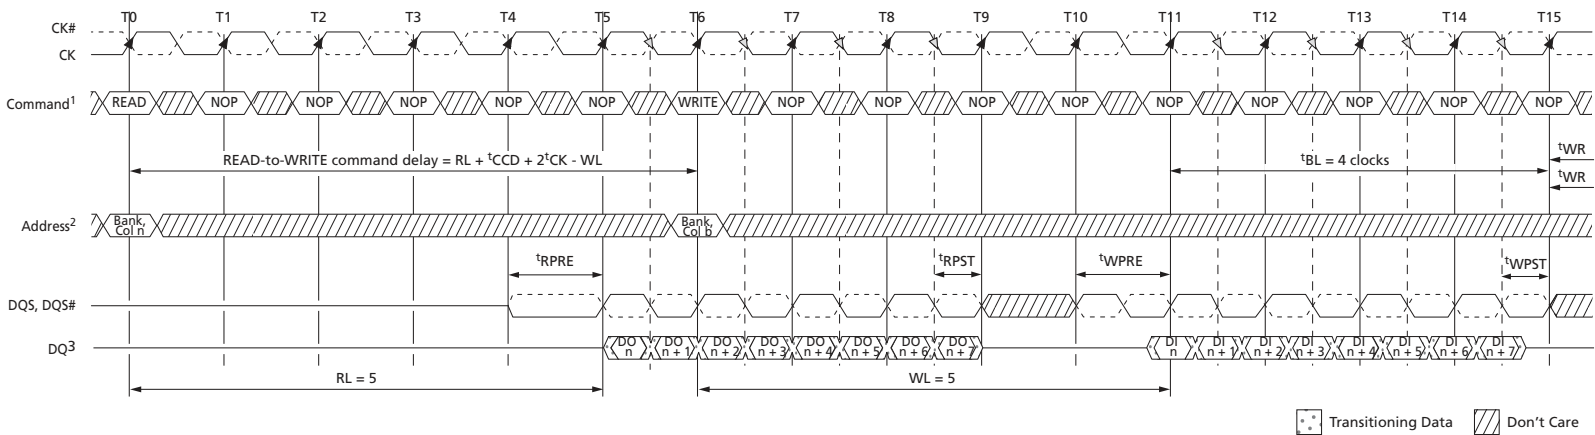 T0 T1 T2 T3 T4 T5 T6 T7 T8 T9 T10 T11 T12 T13 T14 T15
CK#
CK
Command1 READ NOP NOP NOP NOP NOP WRITE NOP NOP NOP NOP NOP NOP NOP NOP NOP
READ-to-WRITE command delay = RL + tCCD + 2tCK - WL
tBL = 4 clocks
tWR
tWR
Address2
Bank,
Col n
Bank,
Col b
tRPRE tRPST tWPRE tWPST
DQS, DQS#
DQ3
DO
n
DO
n + 1
DO
n + 2
DO
n + 3
DO
n + 4
DO
n + 5
DO
n + 6
DO
n + 7
DI
n
DI
n + 1
DI
n + 2
DI
n + 3
DI
n + 4
DI
n + 5
DI
n + 6
DI
n + 7
RL = 5
WL = 5
Transitioning Data
Don't Care